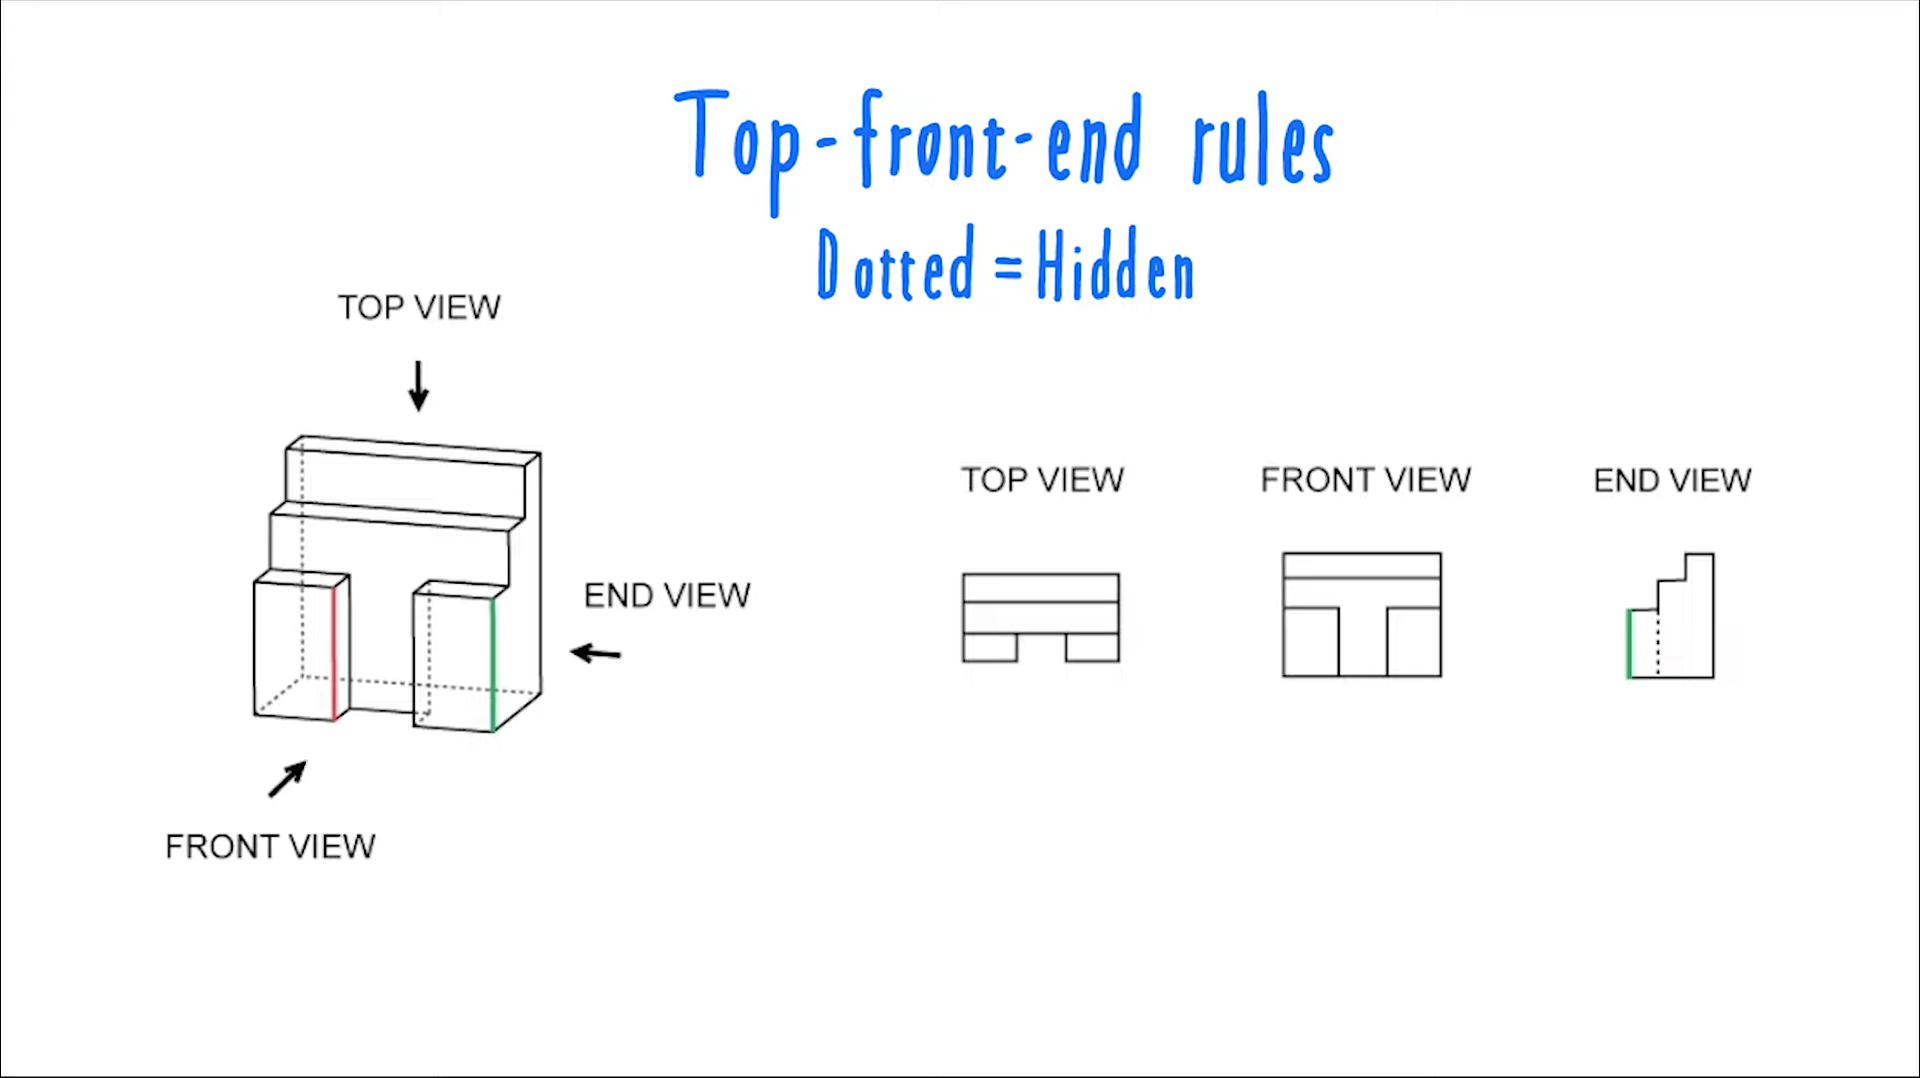 Top-front-end rules
Dotted = Hidden
TOP VIEW
END VIEW
FRONT VIEW
TOP VIEW
FRONT VIEW
END VIEW